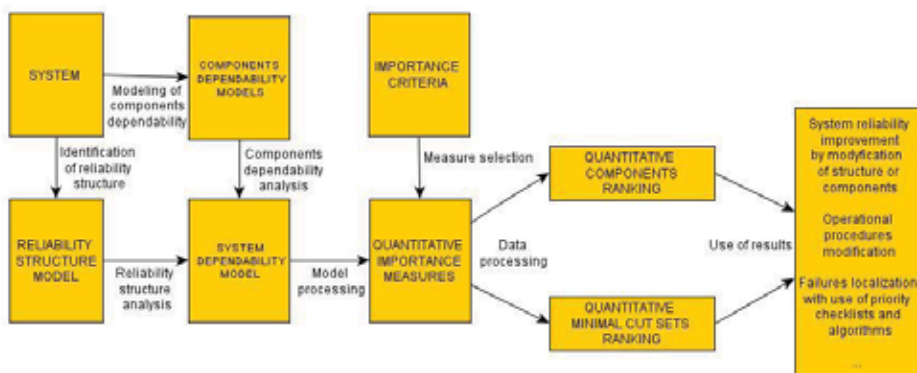 SYSTEM
Modeling of
components
dependability
COMPONENTS
DEPENDABILITY
MODELS
IMPORTANCE
CRITERIA
Identification
of reliability
structure
Components
dependability
analysis
Measure selection
RELIABILITY
STRUCTURE
MODEL
Reliability
structure
analysis
SYSTEM
DEPENDABILITY
MODEL
Model
processing
QUANTITATIVE
IMPORTANCE
MEASURES
Data
processing
QUANTITATIVE
COMPONENTS
RANKING
QUANTITATIVE
MINIMAL CUT SETS
RANKING
Use of results
System reliability
improvement
by modyfication
of structure or
components
Operational
procedures
modification
Failures localization
with use of priority
checklists and
algorithms
...